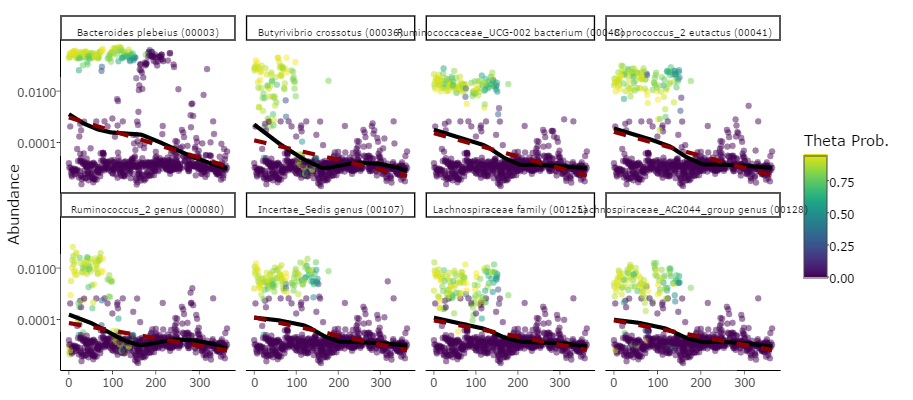 Bacteroides plebeius (00003)
Butyrivibrio crossotus (00036)
Ruminococcaceae_UCG-002 bacterium (00040)
Coprococcus_2 eutactus (00041)
0.0100
0.0001
Ruminococcus_2 genus (00080)
Incertae_Sedis genus (00107)
Lachnospiraceae family (00125)
Lachnospiraceae_AC2044_group genus (00128)
0.0100
0.0001
0 100 200 300
0 100 200 300
0 100 200 300
0 100 200 300
Abundance
Theta Prob.
0.75
0.50
0.25
0.00